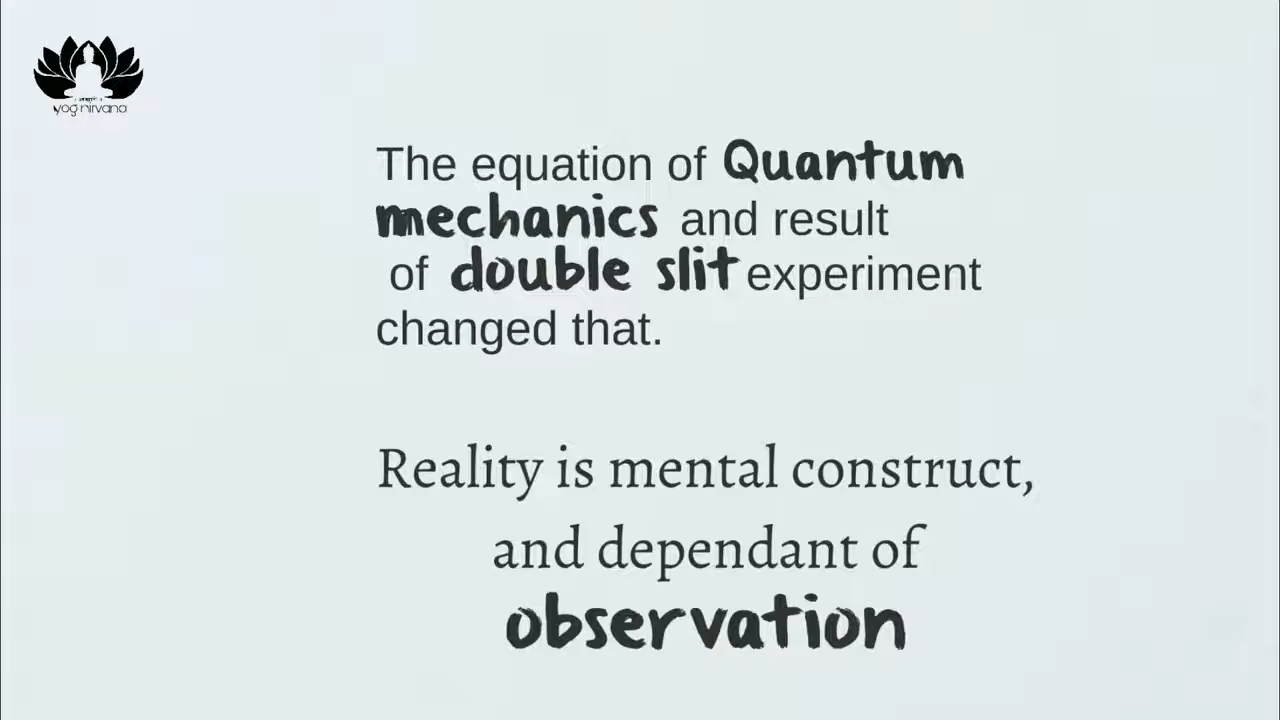 yog nirvana
The equation of Quantum
mechanics and result
of double slit experiment
changed that.
Reality is mental construct,
and dependant of
observation